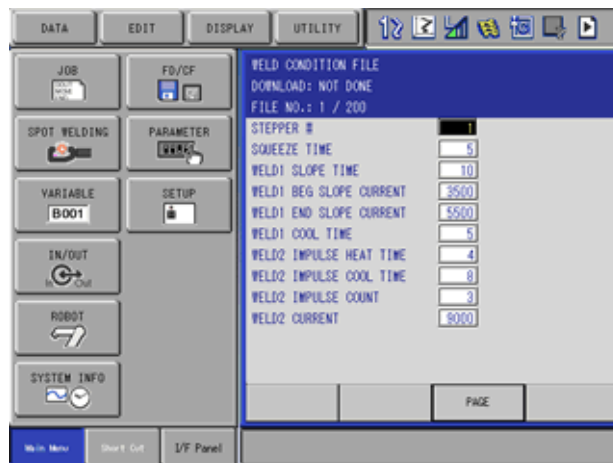 DATA
EDIT
DISPLAY
UTILITY
JOB
FD/CF
SPOT WELDING
PARAMETER
VARIABLE
B001
SETUP
IN/OUT
In Out
ROBOT
SYSTEM INFO
WELD CONDITION FILE
DOWNLOAD: NOT DONE
FILE NO.: 1 / 200
STEPPER # 1
SQUEEZE TIME 5
WELD1 SLOPE TIME 10
WELD1 BEG SLOPE CURRENT 3500
WELD1 END SLOPE CURRENT 5500
WELD1 COOL TIME 5
WELD2 IMPULSE HEAT TIME 4
WELD2 IMPULSE COOL TIME 8
WELD2 IMPULSE COUNT 3
WELD2 CURRENT 9000
PAGE
Main Menu
Short Cut
I/F Panel